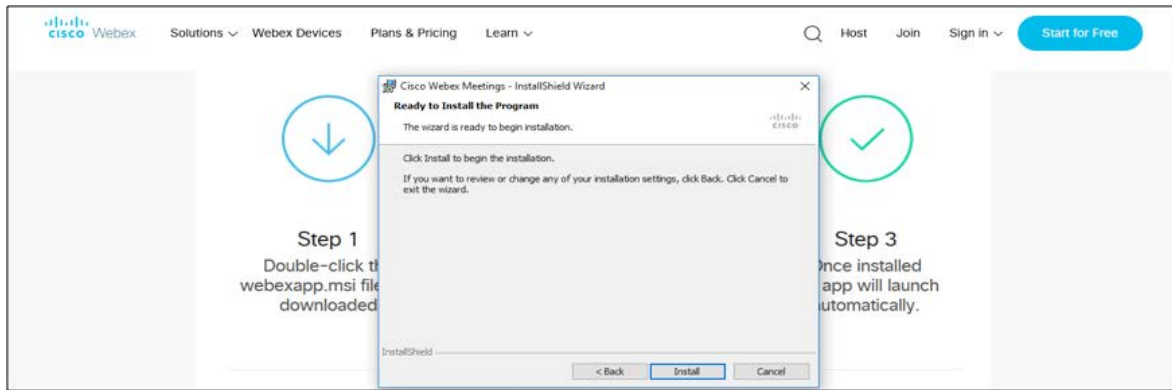 CISCO Webex Solutions Webex Devices Plans & Pricing Learn Host Join Sign in Start for Free
Cisco Webex Meetings - InstallShield Wizard
Ready to Install the Program
The wizard is ready to begin installation.
CISCO
Click Install to begin the installation.
If you want to review or change any of your installation settings, click Back. Click Cancel to
exit the wizard.
InstallShield
< Back Install Cancel
Step 1
Double-click
webexapp.msi file
downloaded
Step 3
Once installed
app will launch
automatically.